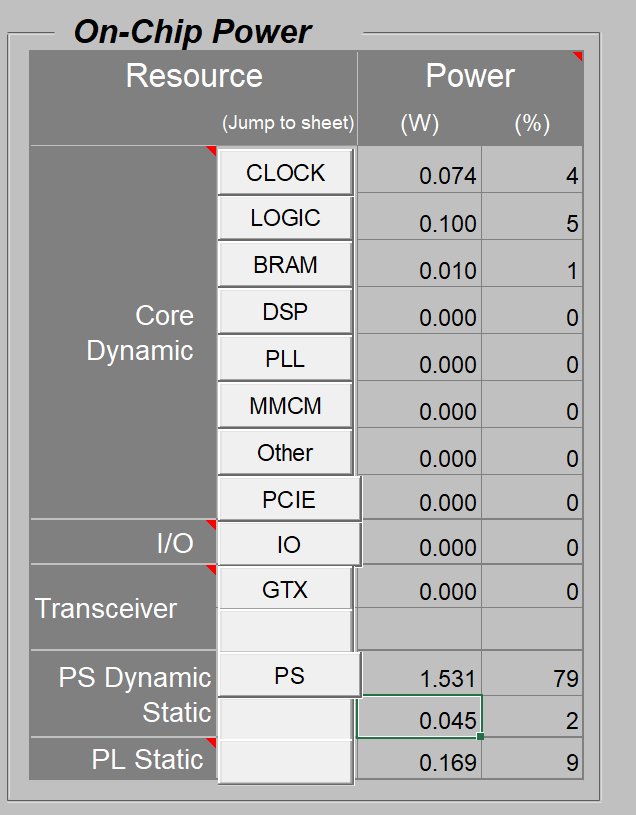 On-Chip Power
Resource Power
(Jump to sheet) (W) (%)
Core
Dynamic
CLOCK 0.074 4
LOGIC 0.100 5
BRAM 0.010 1
DSP 0.000 0
PLL 0.000 0
MMCM 0.000 0
Other 0.000 0
PCIE 0.000 0
I/O IO 0.000 0
Transceiver
GTX 0.000 0
PS Dynamic PS 1.531 79
Static 0.045 2
PL Static 0.169 9